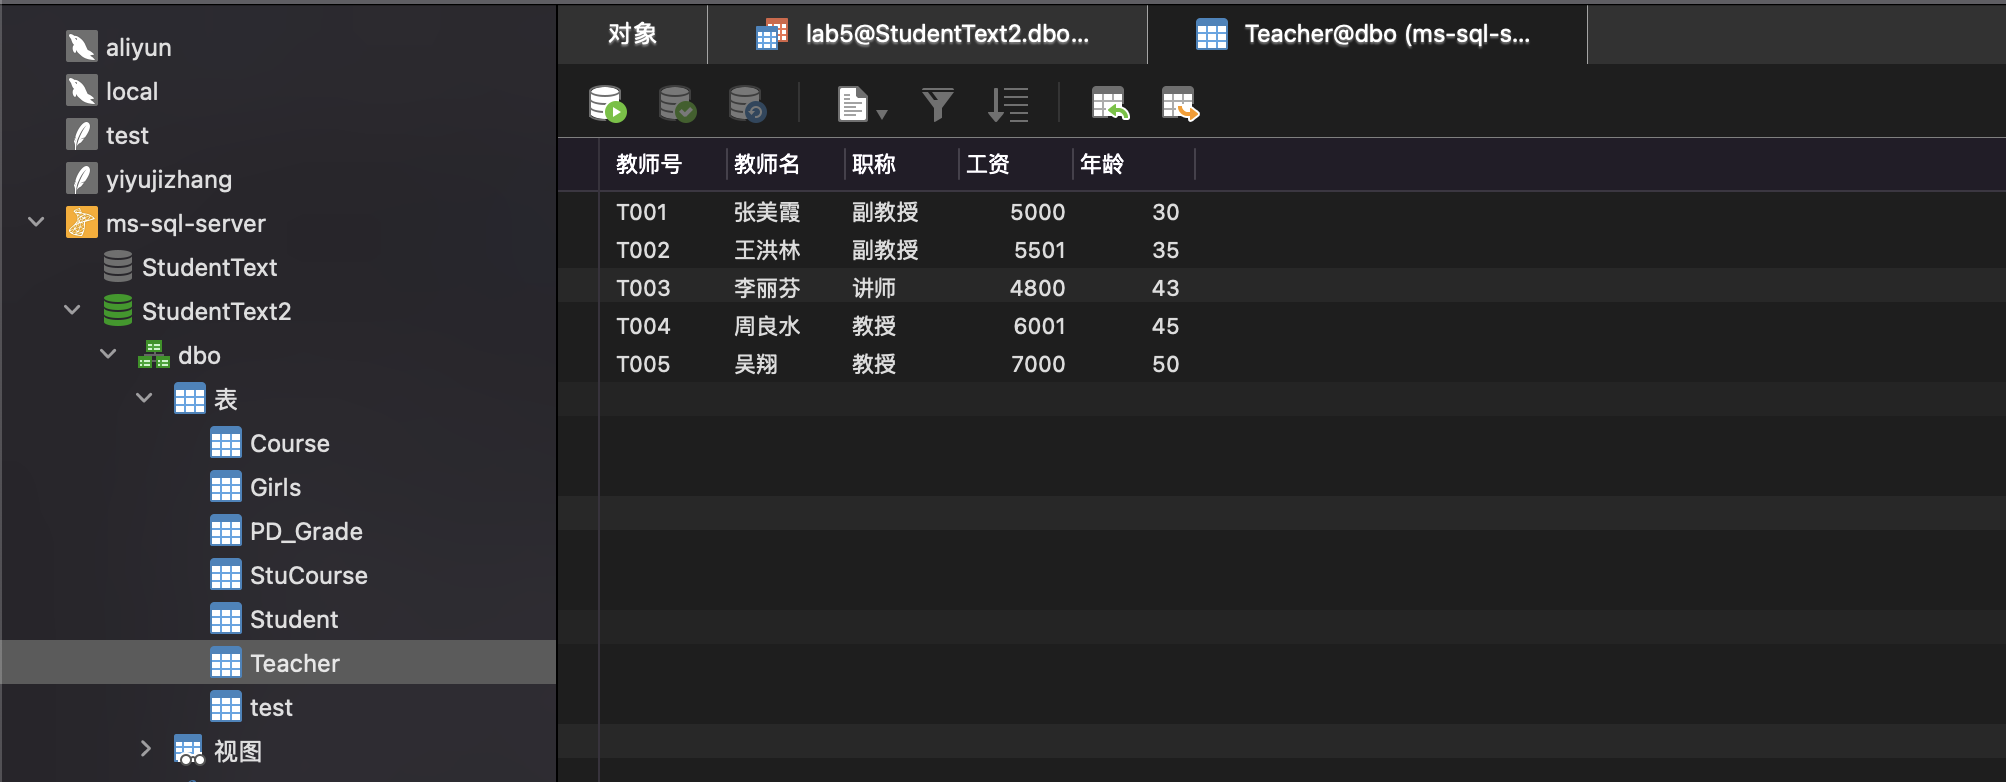 aliyun
local
test
yiyujizhang
ms-sql-server
StudentText
StudentText2
dbo
表
Course
Girls
PD_Grade
StuCourse
Student
Teacher
test
视图
对象 lab5@StudentText2.dbo... Teacher@dbo (ms-sql-s...
教师号 教师名 职称 工资 年龄
T001 张美霞 副教授 5000 30
T002 王洪林 副教授 5501 35
T003 李丽芬 讲师 4800 43
T004 周良水 教授 6001 45
T005 吴翔 教授 7000 50